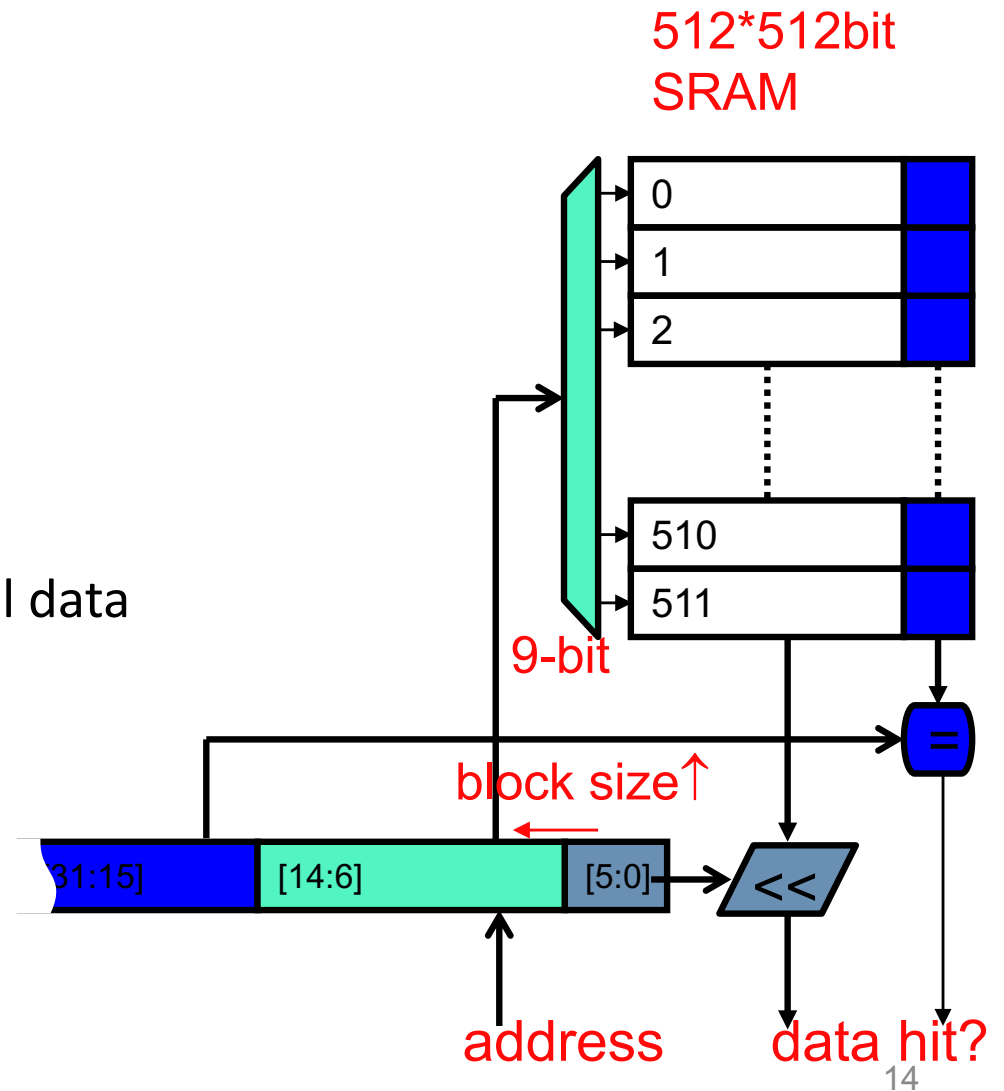 512*512bit
SRAM
0
1
2
510
511
l data
9-bit
=
block size↑
31:15]
[14:6]
[5:0]
<<
address
data hit?
14